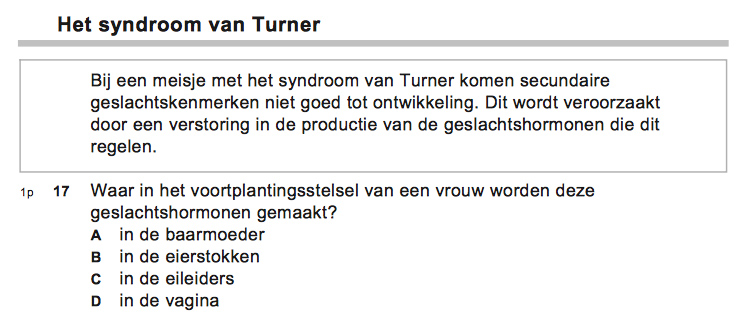 Het syndroom van Turner
Bij een meisje met het syndroom van Turner komen secundaire
geslachtskenmerken niet goed tot ontwikkeling. Dit wordt veroorzaakt
door een verstoring in de productie van de geslachtshormonen die dit
regelen.
1p 17 Waar in het voortplantingsstelsel van een vrouw worden deze
geslachtshormonen gemaakt?
A in de baarmoeder
B in de eierstokken
C in de eileiders
D in de vagina